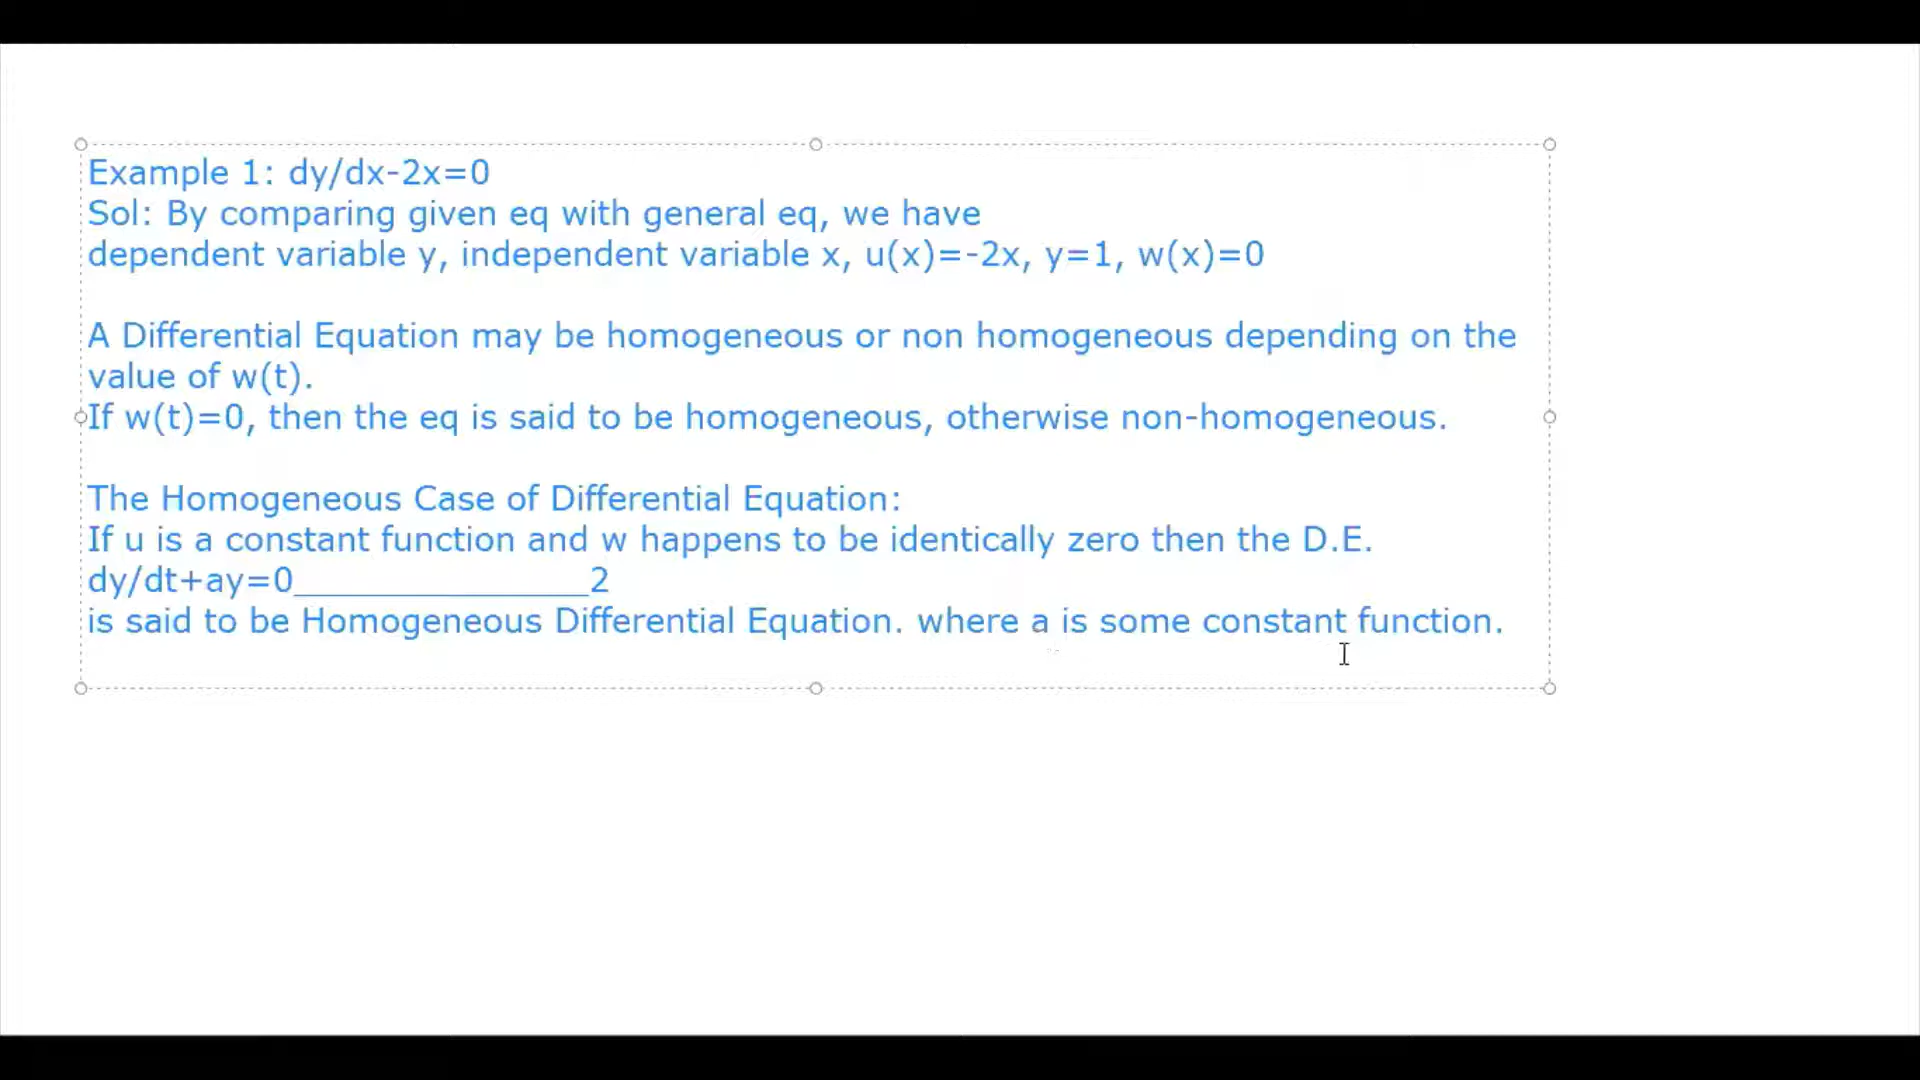 Example 1: dy/dx-2x=0
Sol: By comparing given eq with general eq, we have
dependent variable y, independent variable x, u(x)=-2x, y=1, w(x)=0
A Differential Equation may be homogeneous or non homogeneous depending on the
value of w(t).
If w(t)=0, then the eq is said to be homogeneous, otherwise non-homogeneous.
The Homogeneous Case of Differential Equation:
If u is a constant function and w happens to be identically zero then the D.E.
dy/dt+ay=0________________2
is said to be Homogeneous Differential Equation. where a is some constant function.